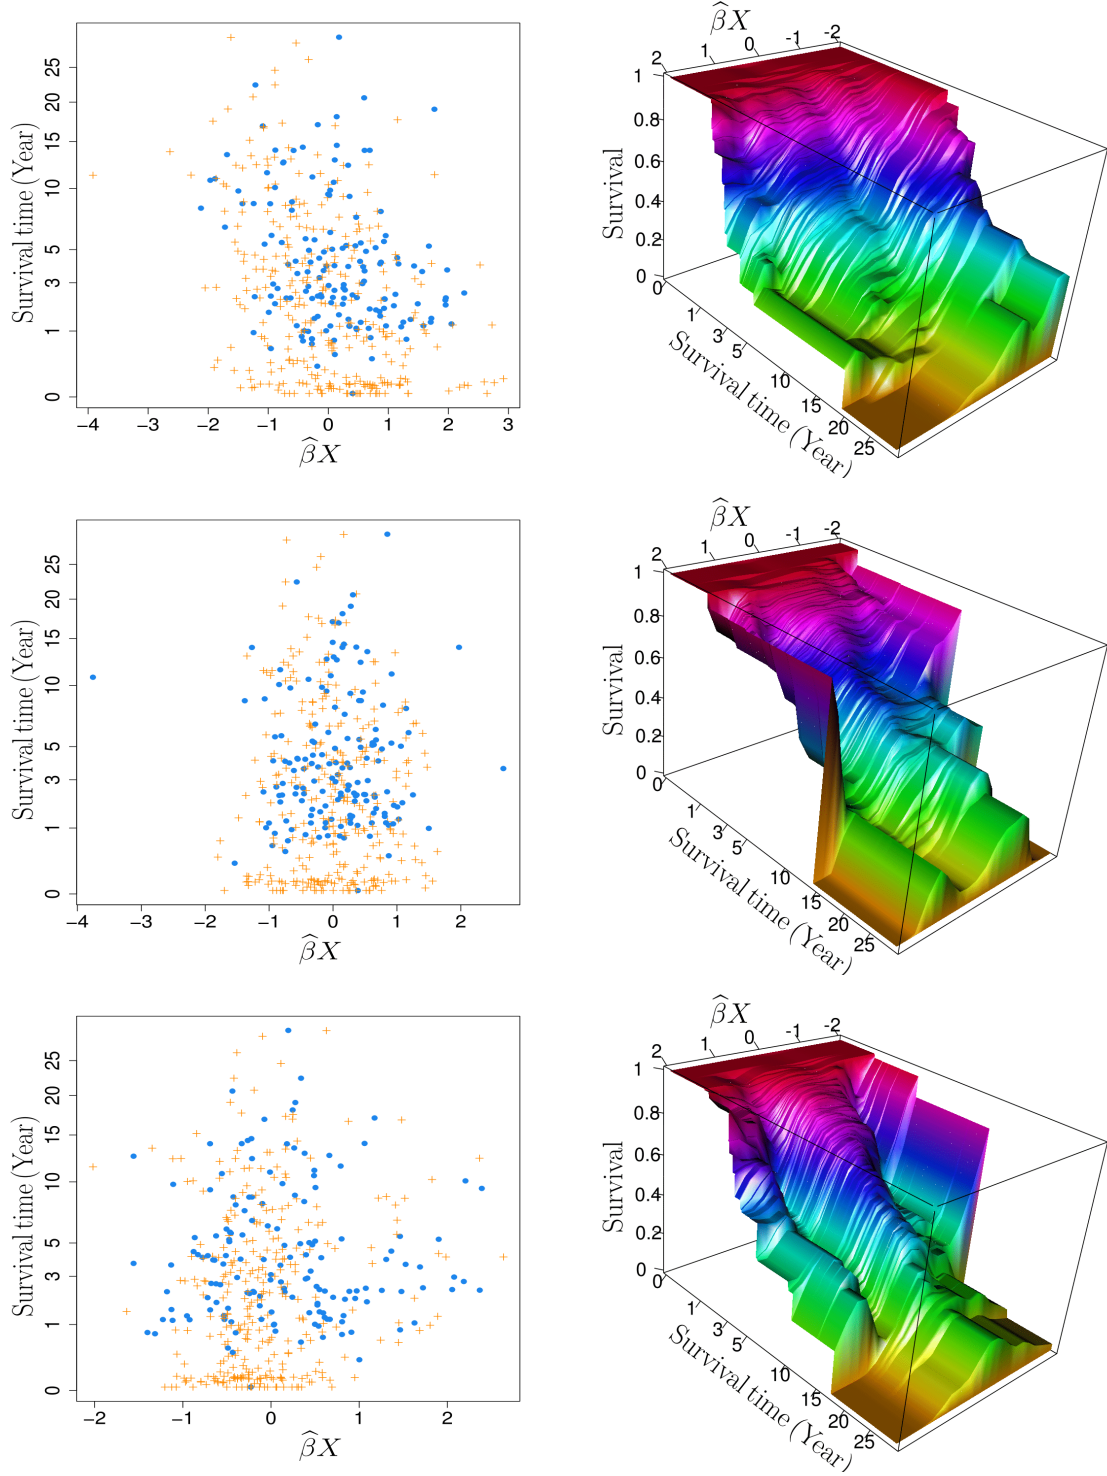 Survival time (Year)
0 1 3 5 10 15 20 25
−4 −3 −2 −1 0 1 2 3
β̂X
β̂X
2 1 0 -1 -2
Survival
1 0.8 0.6 0.4 0.2 0
0 1 3 5 10 15 20 25
Survival time (Year)
Survival time (Year)
0 1 3 5 10 15 20 25
−4 −3 −2 −1 0 1 2
β̂X
β̂X
2 1 0 -1 -2
Survival
1 0.8 0.6 0.4 0.2 0
0 1 3 5 10 15 20 25
Survival time (Year)
Survival time (Year)
0 1 3 5 10 15 20 25
−2 −1 0 1 2
β̂X
β̂X
2 1 0 -1 -2
Survival
1 0.8 0.6 0.4 0.2 0
0 1 3 5 10 15 20 25
Survival time (Year)